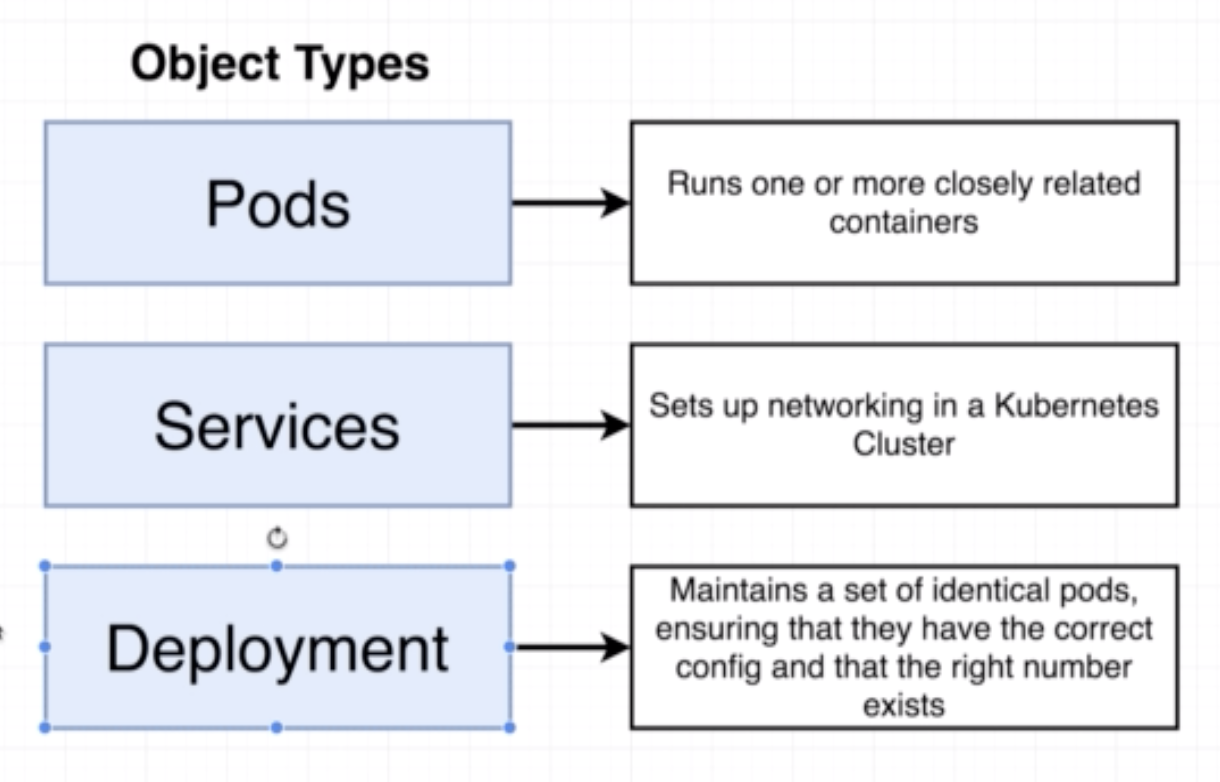 Object Types
Pods
Runs one or more closely related
containers
Services
Sets up networking in a Kubernetes
Cluster
Deployment
Maintains a set of identical pods,
ensuring that they have the correct
config and that the right number
exists